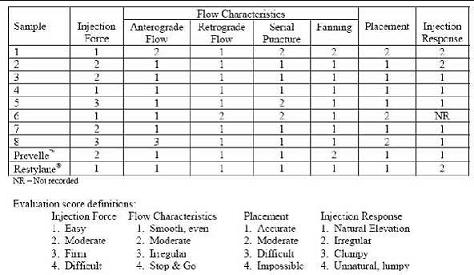 Flow Characteristics
Sample Injection Force Anterograde Flow Retrograde Flow Serial Puncture Fanning Placement Injection Response
1 1 2 1 2 2 2 2
2 2 1 1 1 1 1 2
3 2 1 1 1 1 1 1
4 1 1 1 1 1 1 1
5 3 1 1 2 1 1 1
6 1 1 2 2 1 2 NR
7 2 1 1 1 1 1 1
8 3 3 1 1 1 2 1
Prevelle™ 2 1 1 1 2 1 1
Restylane® 1 1 1 1 1 1 2
NR – Not recorded
Evaluation score definitions:
Injection Force Flow Characteristics Placement Injection Response
1. Easy 1. Smooth, even 1. Accurate 1. Natural Elevation
2. Moderate 2. Moderate 2. Moderate 2. Irregular
3. Firm 3. Irregular 3. Difficult 3. Clumpy
4. Difficult 4. Stop & Go 4. Impossible 4. Unnatural, lumpy